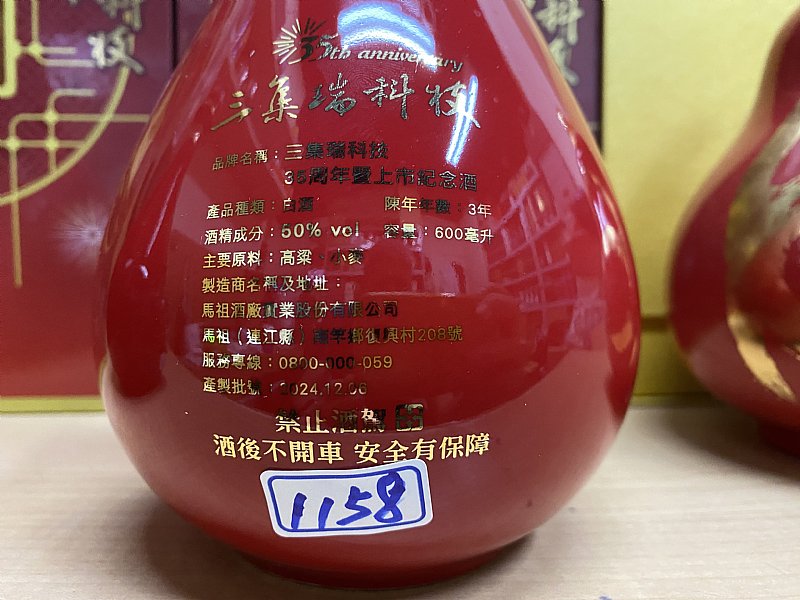 35th anniversary
三集瑞科技
品牌名稱：三集瑞科技
35周年暨上市紀念酒
產品種類：白酒 陳年年數：3年
酒精成分：50% vol 容量：600毫升
主要原料：高粱、小麥
製造商名稱及地址：
馬祖酒廠實業股份有限公司
馬祖（連江縣）南竿鄉復興村208號
服務專線：0800-000-059
產製批號：2024.12.06
禁止酒駕
酒後不開車 安全有保障
1158
科技
科技